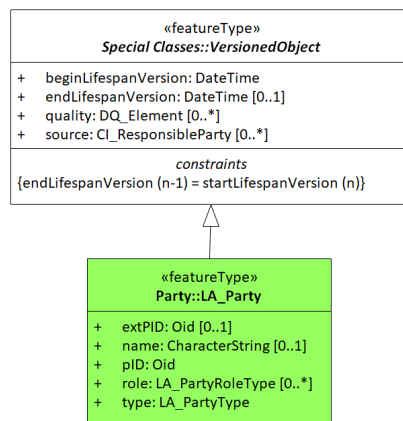 «featureType»
Special Classes::VersionedObject
+ beginLifespanVersion: DateTime
+ endLifespanVersion: DateTime [0..1]
+ quality: DQ_Element [0..*]
+ source: CI_ResponsibleParty [0..*]
constraints
{endLifespanVersion (n-1) = startLifespanVersion (n)}
«featureType»
Party::LA_Party
+ extPID: Oid [0..1]
+ name: CharacterString [0..1]
+ pID: Oid
+ role: LA_PartyRoleType [0..*]
+ type: LA_PartyType